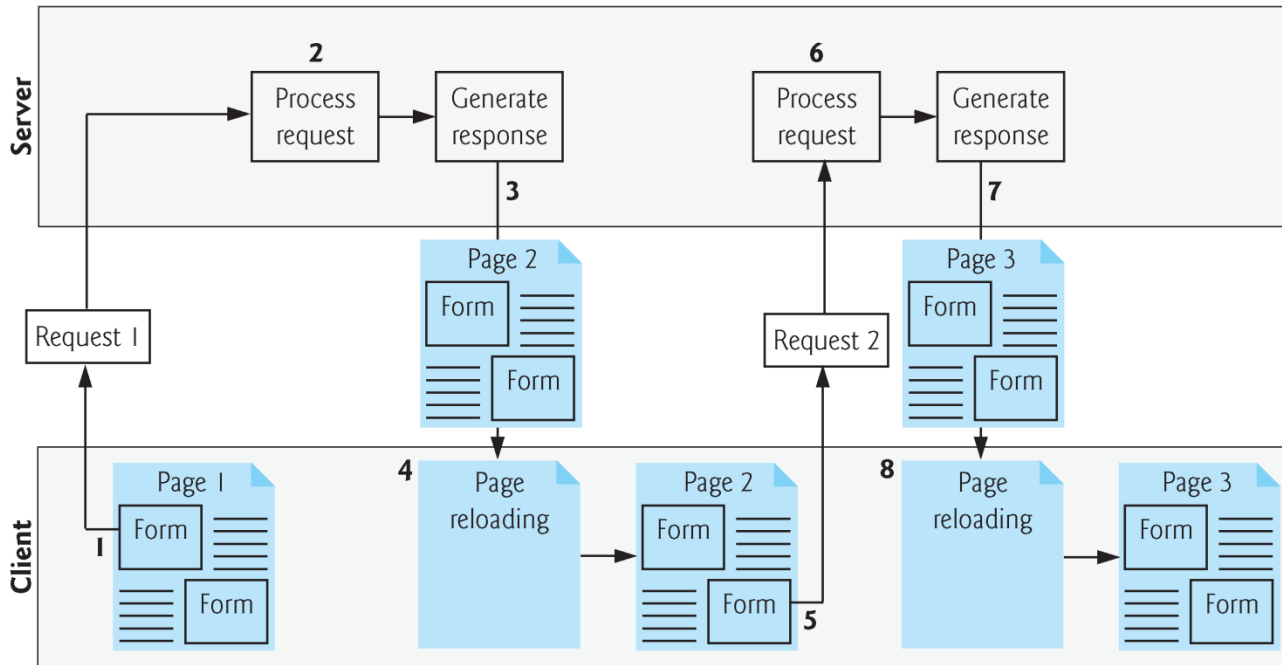 Server
2
Process
request
Generate
response
3
6
Process
request
Generate
response
7
Request 1
Page 2
Form
Form
Request 2
Page 3
Form
Form
Client
Page 1
Form
Form
1
4
Page
reloading
Page 2
Form
Form
5
8
Page
reloading
Page 3
Form
Form